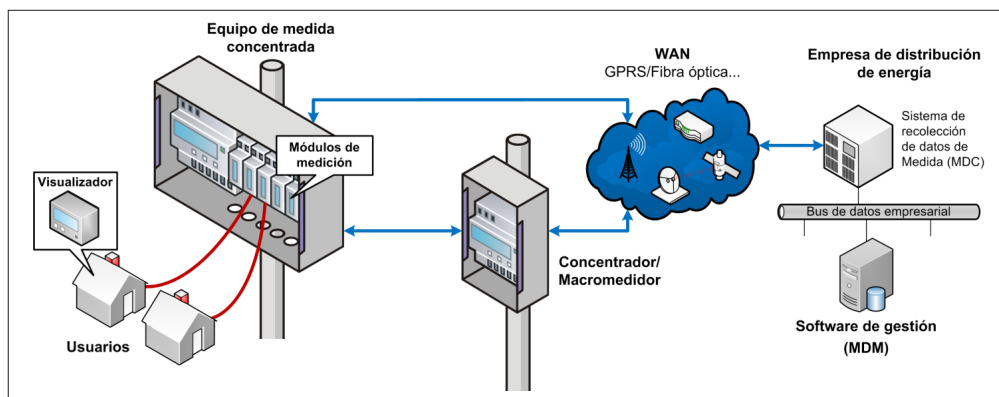 Equipo de medida
concentrada
Módulos de
medición
Visualizador
Usuarios
Concentrador/
Macromedidor
WAN
GPRS/Fibra óptica...
Empresa de distribución
de energía
Sistema de
recolección
de datos de
Medida (MDC)
Bus de datos empresarial
Software de gestión
(MDM)